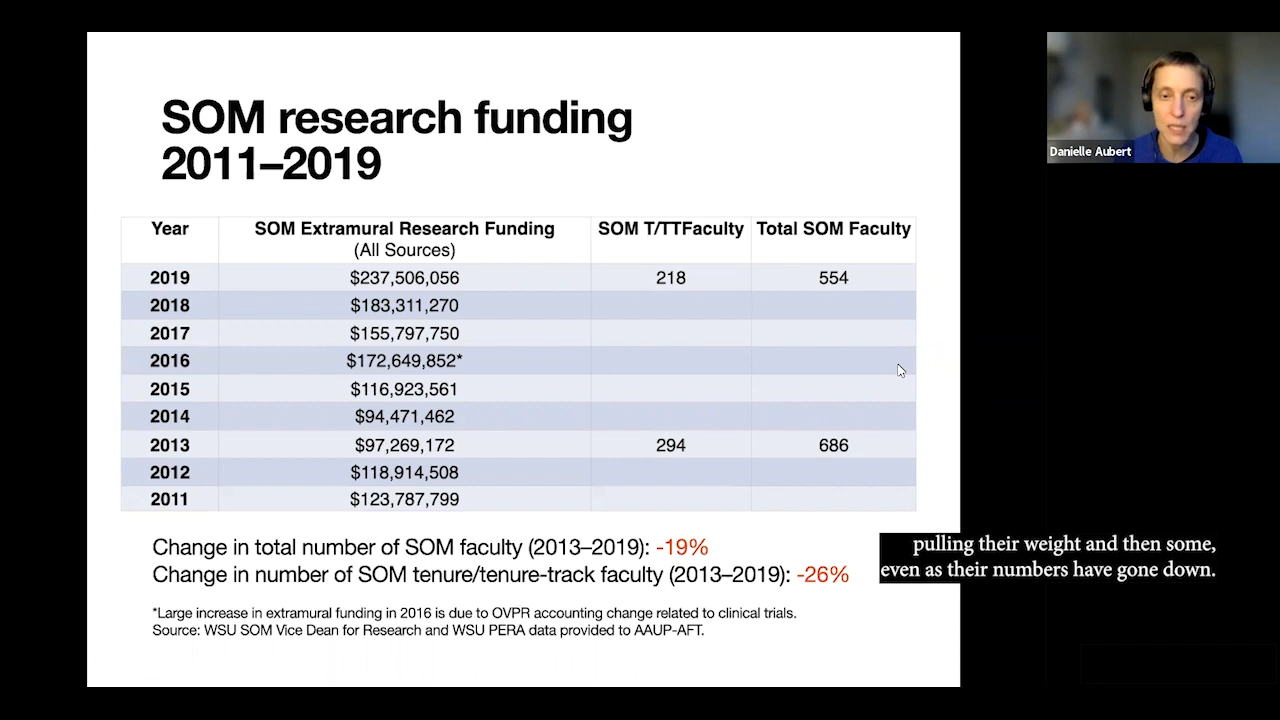 SOM research funding
2011–2019
Year SOM Extramural Research Funding SOM T/TTFaculty Total SOM Faculty
(All Sources)
2019 $237,506,056 218 554
2018 $183,311,270
2017 $155,797,750
2016 $172,649,852*
2015 $116,923,561
2014 $94,471,462
2013 $97,269,172 294 686
2012 $118,914,508
2011 $123,787,799
Change in total number of SOM faculty (2013–2019): -19%
Change in number of SOM tenure/tenure-track faculty (2013–2019): -26%
*Large increase in extramural funding in 2016 is due to OVPR accounting change related to clinical trials.
Source: WSU SOM Vice Dean for Research and WSU PERA data provided to AAUP-AFT.
Danielle Aubert
pulling their weight and then some,
even as their numbers have gone down.